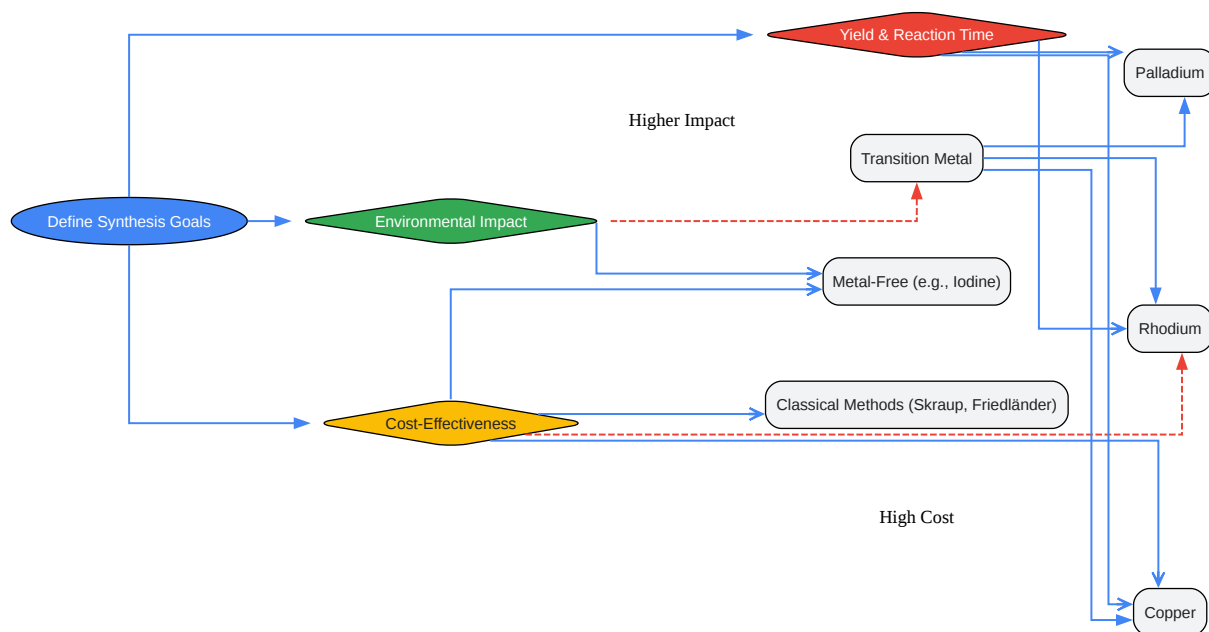 Yield & Reaction Time
Palladium
Higher Impact
Transition Metal
Define Synthesis Goals
Environmental Impact
Metal-Free (e.g., Iodine)
Rhodium
Classical Methods (Skraup, Friedländer)
Cost-Effectiveness
High Cost
Copper